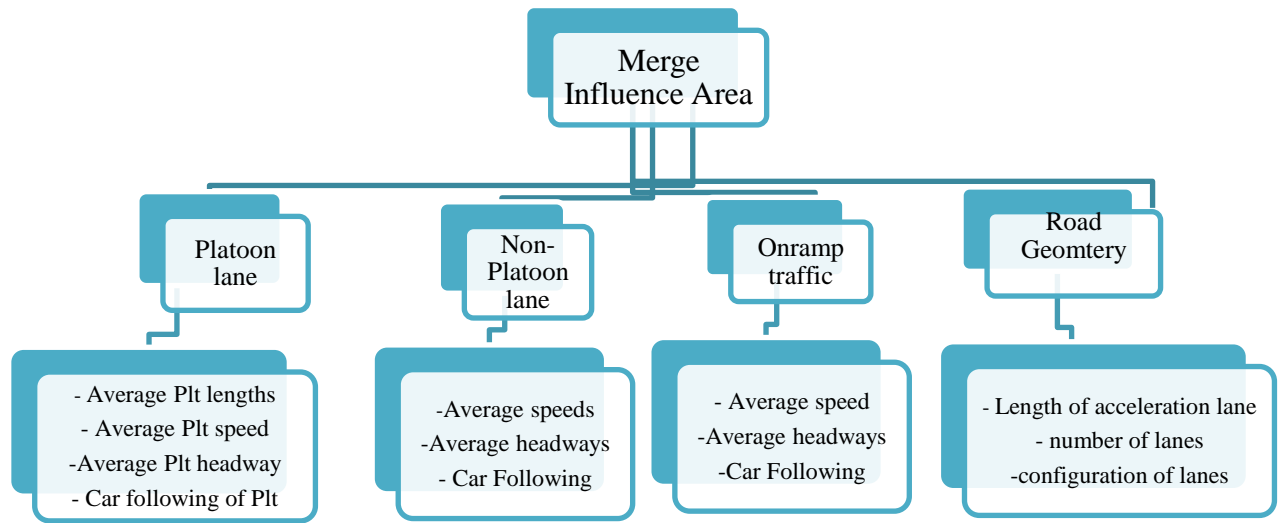 Merge
Influence Area
Platoon
lane
Non-
Platoon
lane
Onramp
traffic
Road
Geomtery
- Average Plt lengths
- Average Plt speed
-Average Plt headway
- Car following of Plt
-Average speeds
-Average headways
- Car Following
- Average speed
-Average headways
-Car Following
- Length of acceleration lane
- number of lanes
-configuration of lanes